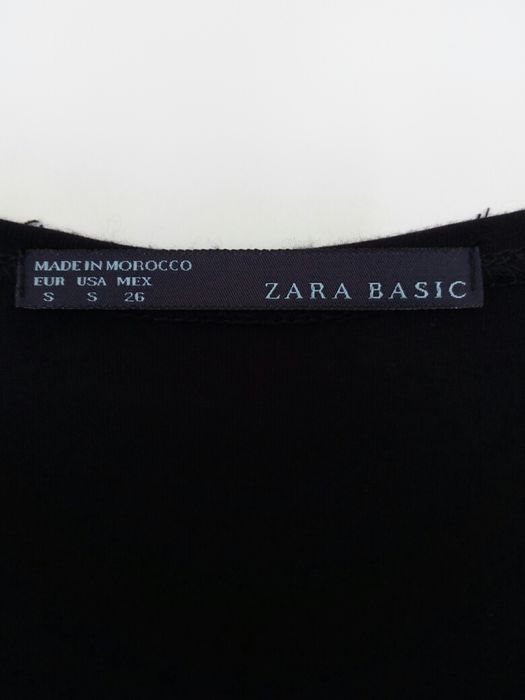 MADE IN MOROCCO
EUR USA MEX
S S 26
ZARA BASIC